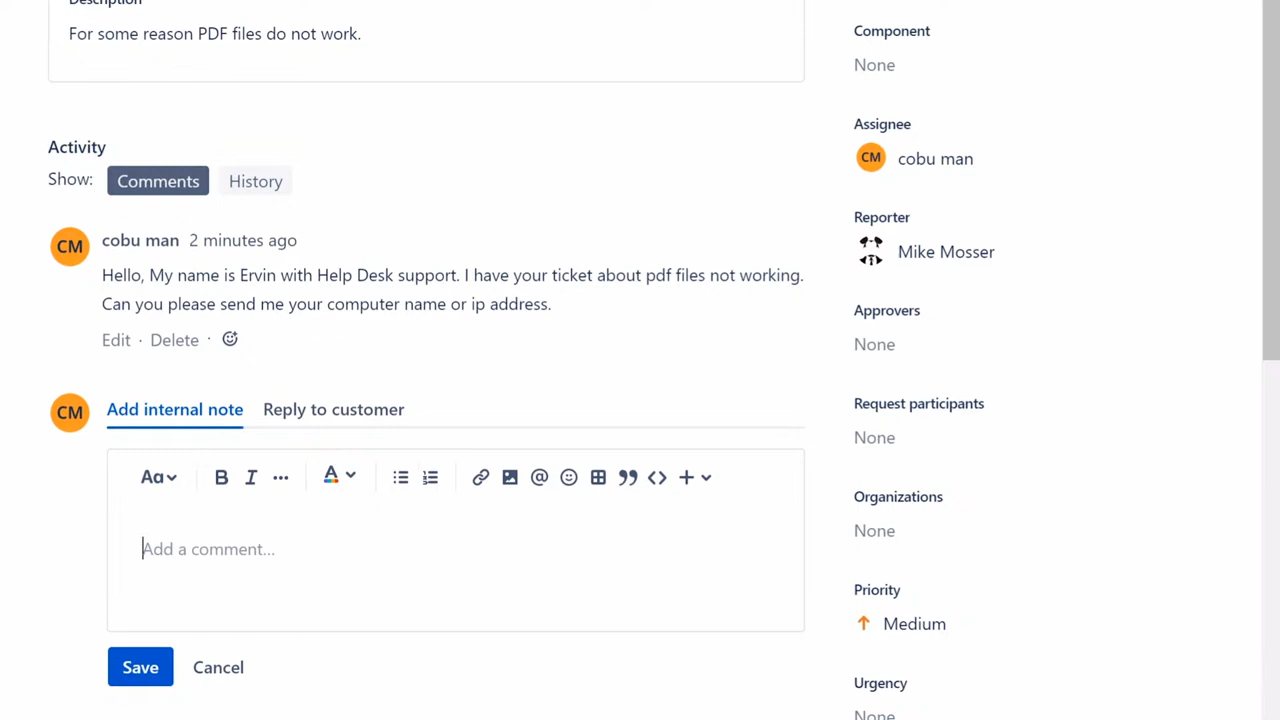 Description
For some reason PDF files do not work.
Activity
Show: Comments History
CM cobu man 2 minutes ago
Hello, My name is Ervin with Help Desk support. I have your ticket about pdf files not working.
Can you please send me your computer name or ip address.
Edit · Delete ·
CM Add internal note Reply to customer
Aa B I ... A
Add a comment...
Save Cancel
Component
None
Assignee
CM cobu man
Reporter
Mike Mosser
Approvers
None
Request participants
None
Organizations
None
Priority
Medium
Urgency
None